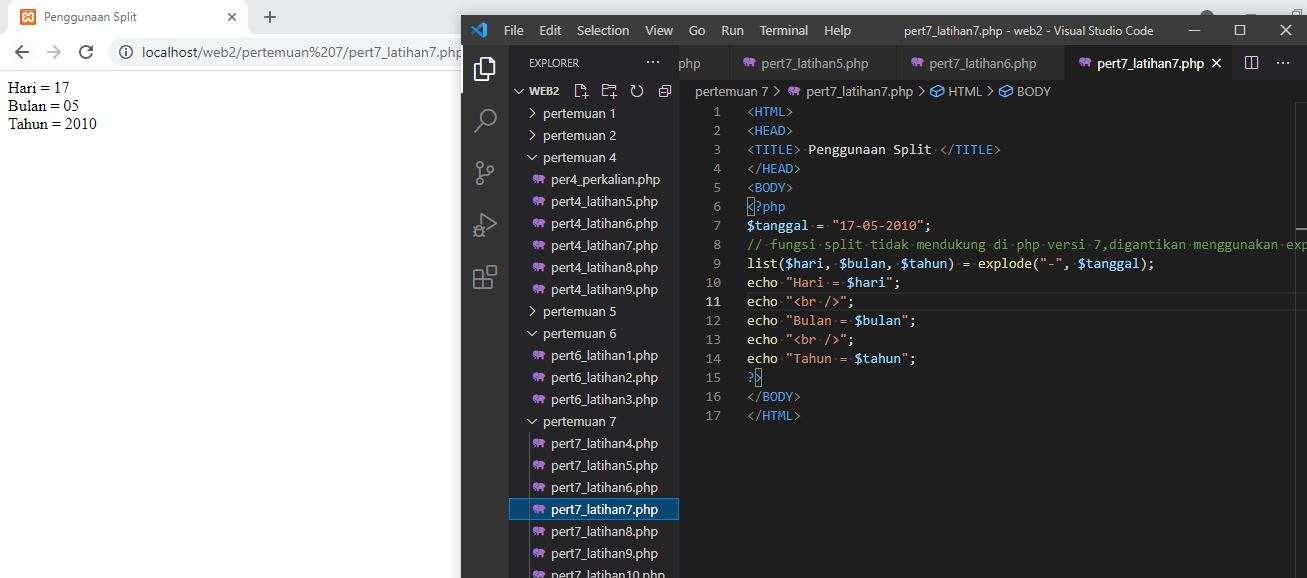 Penggunaan Split
localhost/web2/pertemuan%207/pert7_latihan7.php
Hari = 17
Bulan = 05
Tahun = 2010
File Edit Selection View Go Run Terminal Help pert7_latihan7.php - web2 - Visual Studio Code
EXPLORER
WEB2
pertemuan 1
pertemuan 2
pertemuan 4
per4_perkalian.php
pert4_latihan5.php
pert4_latihan6.php
pert4_latihan7.php
pert4_latihan8.php
pert4_latihan9.php
pertemuan 5
pertemuan 6
pert6_latihan1.php
pert6_latihan2.php
pert6_latihan3.php
pertemuan 7
pert7_latihan4.php
pert7_latihan5.php
pert7_latihan6.php
pert7_latihan7.php
pert7_latihan8.php
pert7_latihan9.php
pert7_latihan10.php
php pert7_latihan5.php pert7_latihan6.php pert7_latihan7.php
pertemuan 7 > pert7_latihan7.php > HTML > BODY
1 <HTML>
2 <HEAD>
3 <TITLE> Penggunaan Split </TITLE>
4 </HEAD>
5 <BODY>
6 <?php
7 $tanggal = "17-05-2010";
8 // fungsi split tidak mendukung di php versi 7,digantikan menggunakan exp
9 list($hari, $bulan, $tahun) = explode("-", $tanggal);
10 echo "Hari = $hari";
11 echo "<br />";
12 echo "Bulan = $bulan";
13 echo "<br />";
14 echo "Tahun = $tahun";
15 ?>
16 </BODY>
17 </HTML>